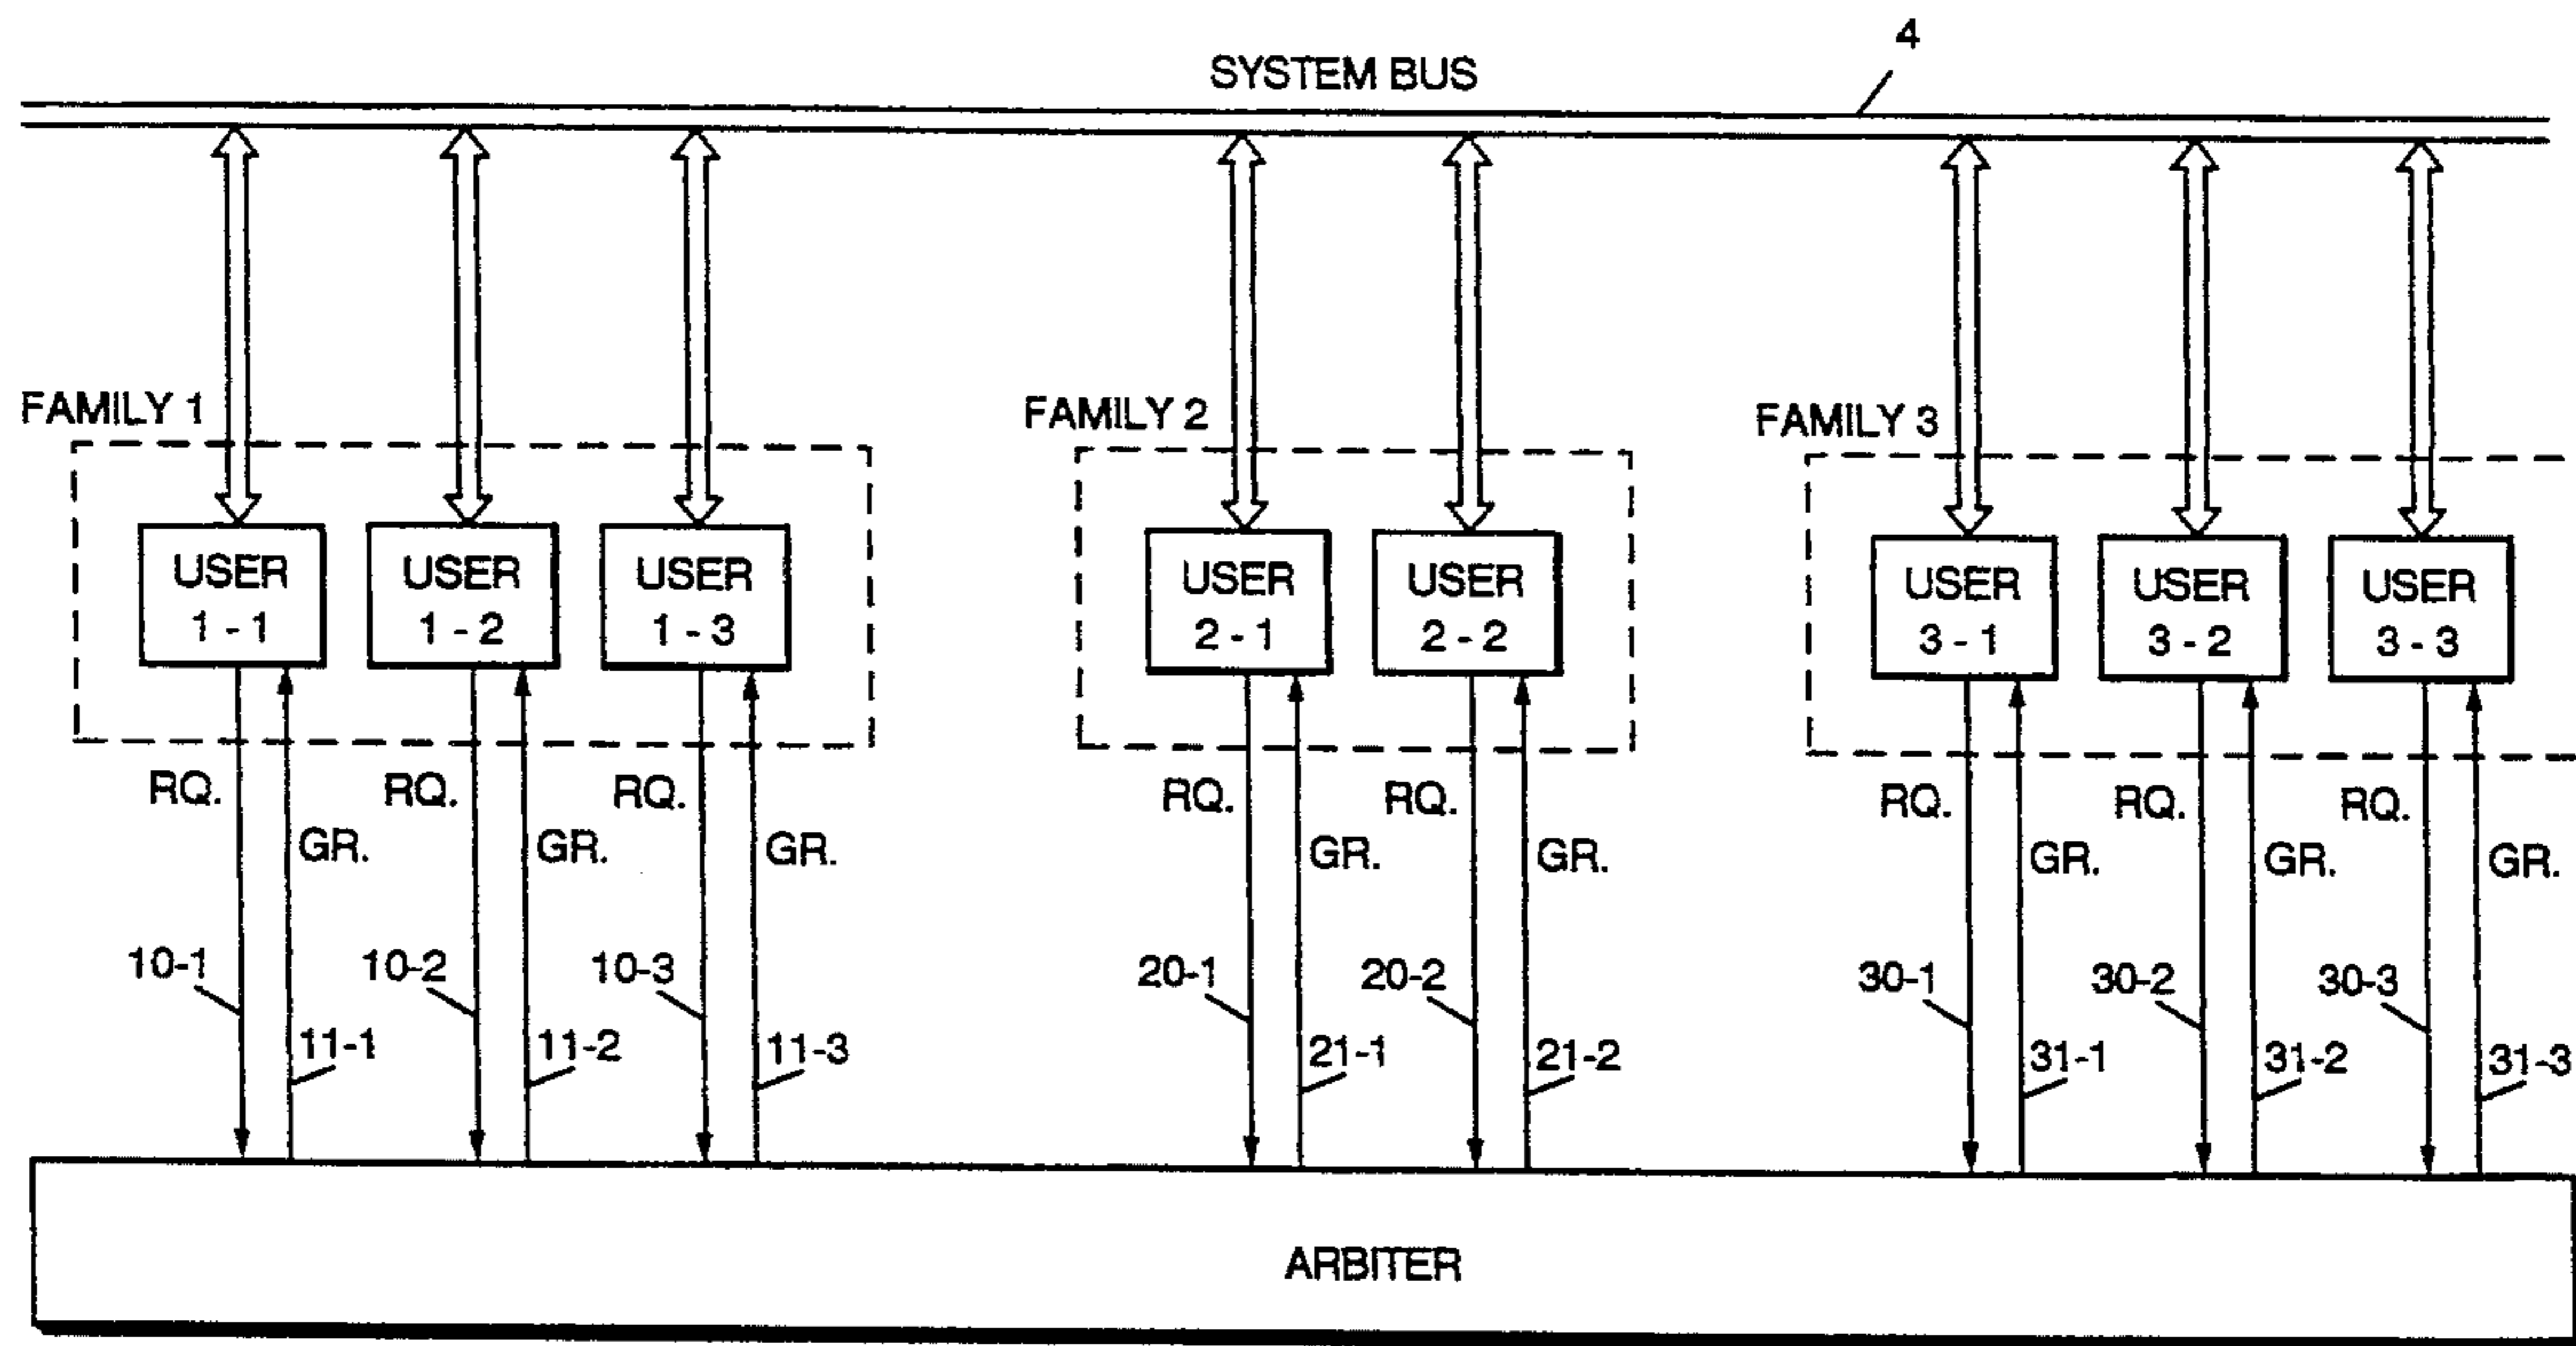 4
SYSTEM BUS
FAMILY 1
FAMILY 2
FAMILY 3
USER
1 - 1
USER
1 - 2
USER
1 - 3
USER
2 - 1
USER
2 - 2
USER
3 - 1
USER
3 - 2
USER
3 - 3
RQ.
GR.
RQ.
GR.
RQ.
GR.
RQ.
GR.
RQ.
GR.
RQ.
GR.
RQ.
GR.
RQ.
GR.
10-1
11-1
10-2
11-2
10-3
11-3
20-1
21-1
20-2
21-2
30-1
31-1
30-2
31-2
30-3
31-3
ARBITER